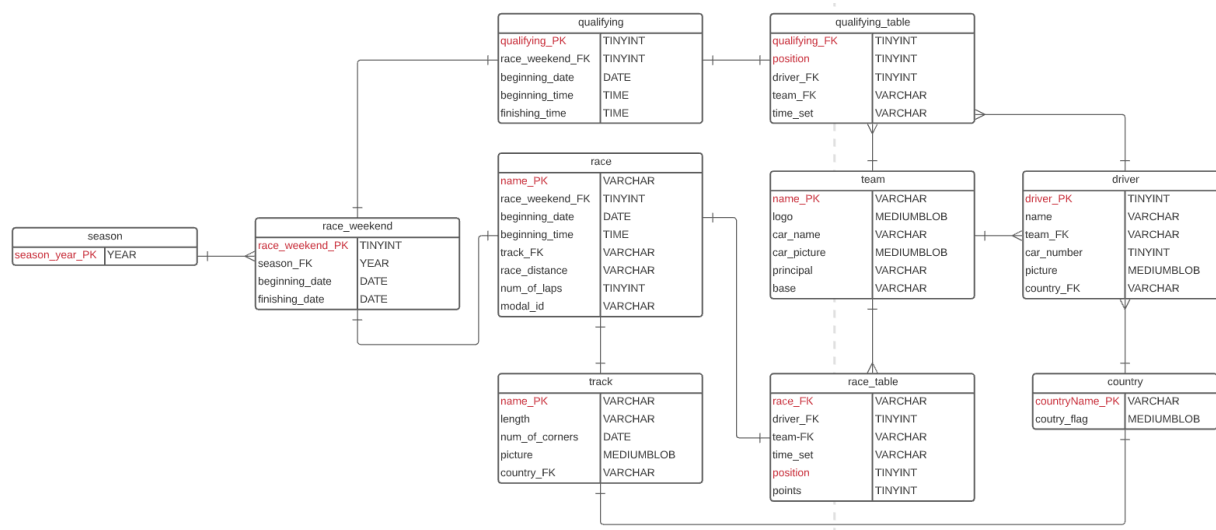 qualifying
qualifying_PK TINYINT
race_weekend_FK TINYINT
beginning_date DATE
beginning_time TIME
finishing_time TIME
qualifying_table
qualifying_FK TINYINT
position TINYINT
driver_FK TINYINT
team_FK VARCHAR
time_set VARCHAR
race
name_PK VARCHAR
race_weekend_FK TINYINT
beginning_date DATE
beginning_time TIME
track_FK VARCHAR
race_distance VARCHAR
num_of_laps TINYINT
modal_id VARCHAR
team
name_PK VARCHAR
logo MEDIUMBLOB
car_name VARCHAR
car_picture MEDIUMBLOB
principal VARCHAR
base VARCHAR
driver
driver_PK TINYINT
name VARCHAR
team_FK VARCHAR
car_number TINYINT
picture MEDIUMBLOB
country_FK VARCHAR
season
season_year_PK YEAR
race_weekend
race_weekend_PK TINYINT
season_FK YEAR
beginning_date DATE
finishing_date DATE
track
name_PK VARCHAR
length VARCHAR
num_of_corners DATE
picture MEDIUMBLOB
country_FK VARCHAR
race_table
race_FK VARCHAR
driver_FK TINYINT
team-FK VARCHAR
time_set VARCHAR
position TINYINT
points TINYINT
country
countryName_PK VARCHAR
coutry_flag MEDIUMBLOB